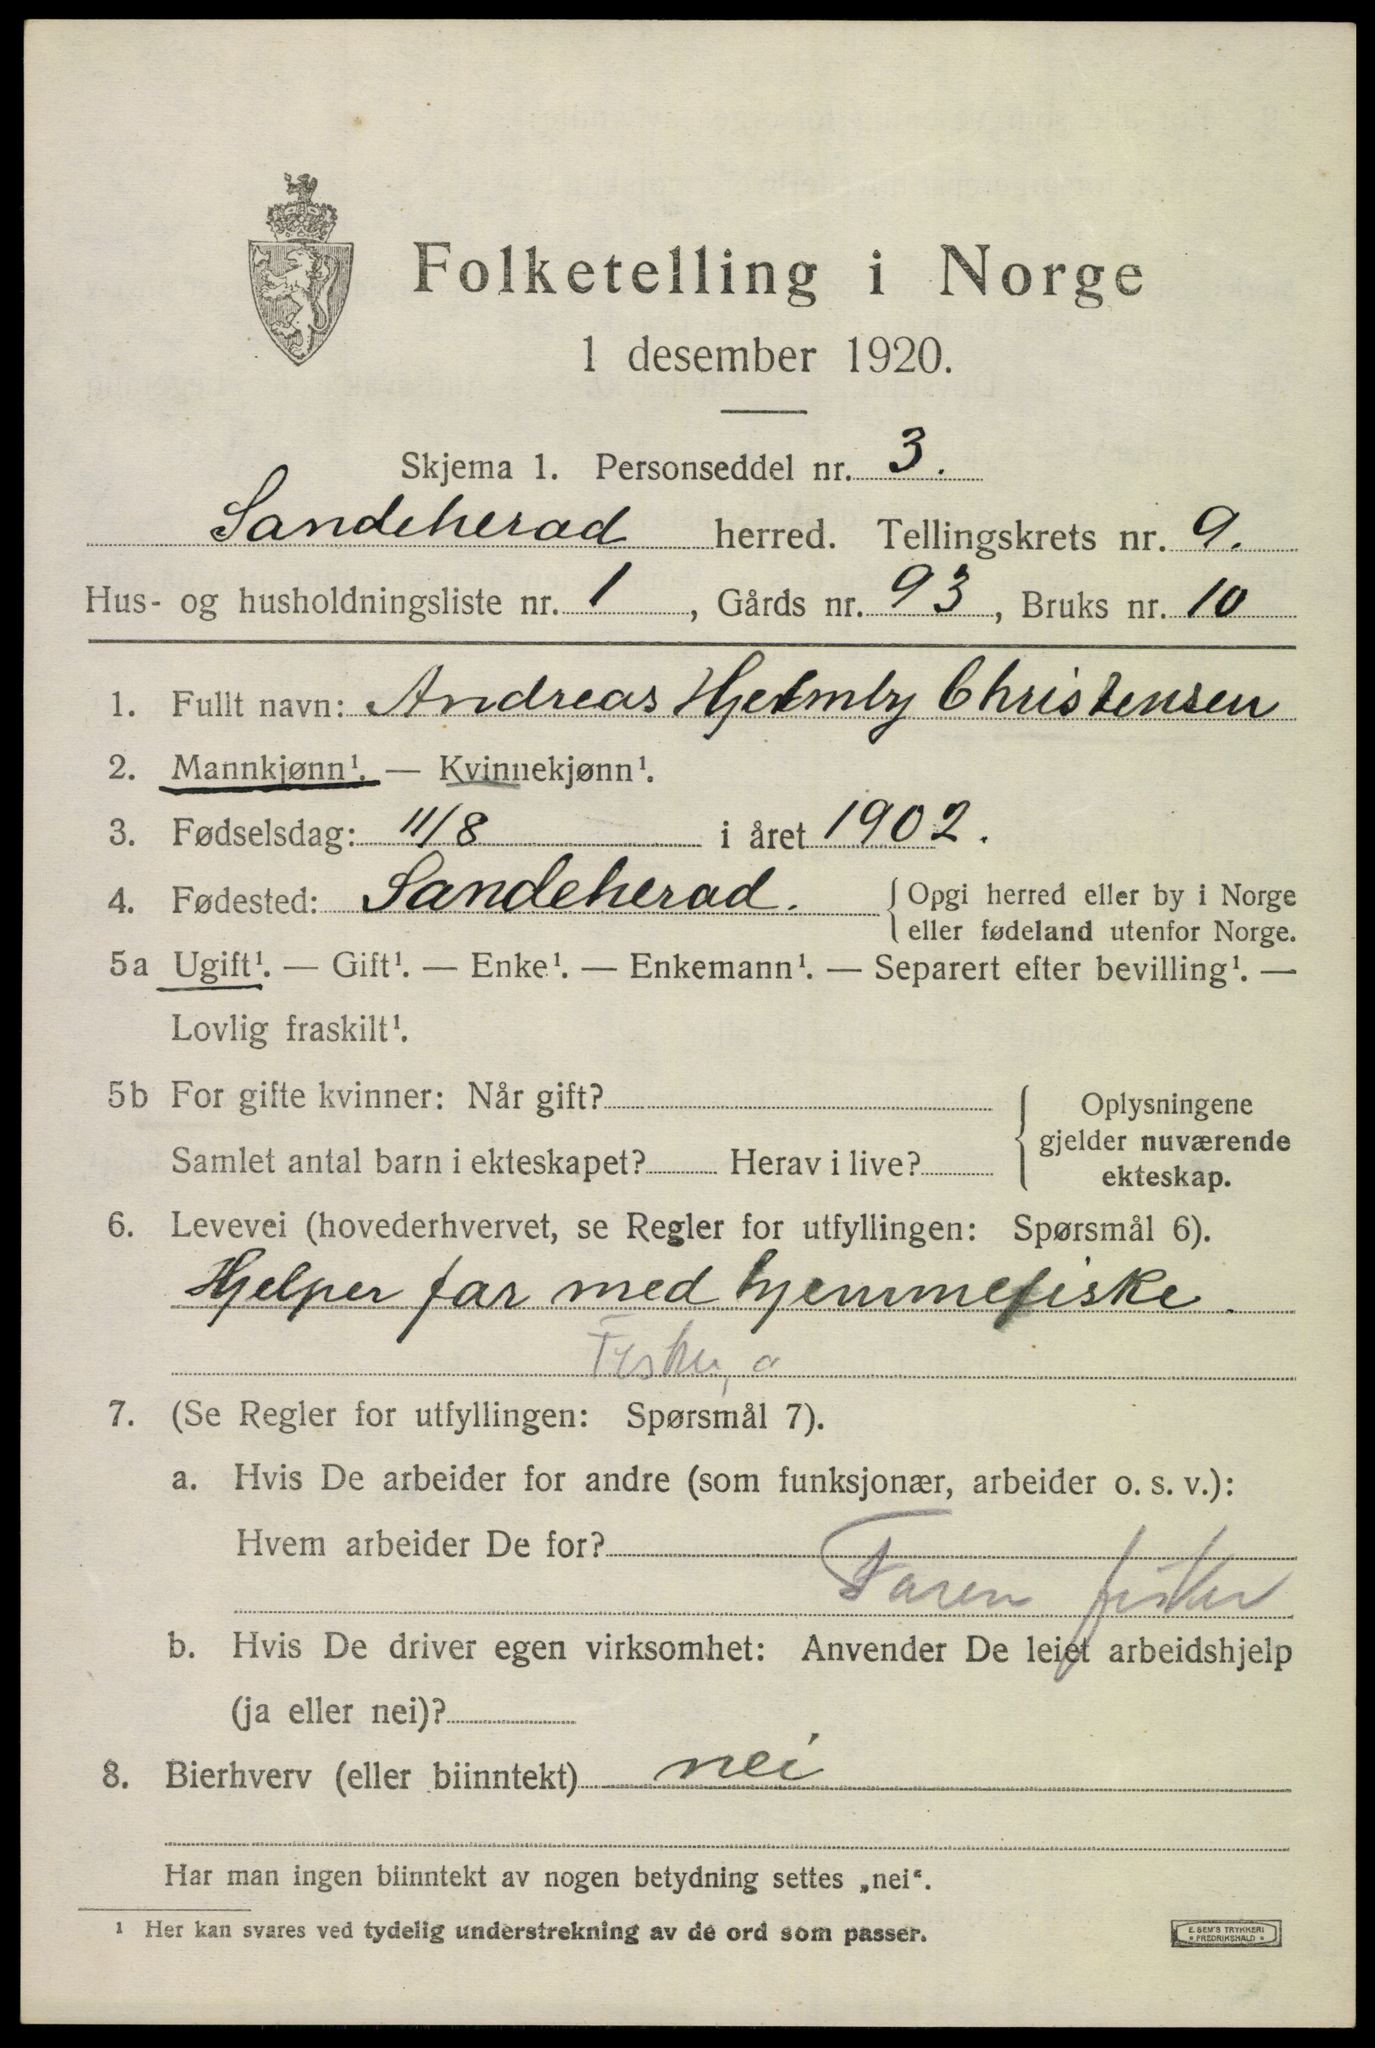 Folketelling i Norge
1 desember 1920.
Skjema 1. Personseddel nr. 3.
Sandeherad herred. Tellingskrets nr. 9.
Hus- og husholdningsliste nr. 1, Gårds nr. 93, Bruks nr. 10
1. Fullt navn: Andreas Hjelmby Christensen
2. Mannkjønn¹. — Kvinnekjønn¹.
3. Fødselsdag: 11/8 i året 1902.
4. Fødested: Sandeherad. { Opgi herred eller by i Norge
eller fødeland utenfor Norge.
5a Ugift¹. — Gift¹. — Enke¹. — Enkemann¹. — Separert efter bevilling¹. —
Lovlig fraskilt¹.
5b For gifte kvinner: Når gift?
Samlet antal barn i ekteskapet? Herav i live?
{ Oplysningene
gjelder nuværende
ekteskap.
6. Levevei (hovederhvervet, se Regler for utfyllingen: Spørsmål 6).
Hjelper far med hjemmefiske.
Fisker, a
7. (Se Regler for utfyllingen: Spørsmål 7).
a. Hvis De arbeider for andre (som funksjonær, arbeider o. s. v.):
Hvem arbeider De for?
Faren fisker
b. Hvis De driver egen virksomhet: Anvender De leiet arbeidshjelp
(ja eller nei)?
8. Bierhverv (eller biinntekt) nei
Har man ingen biinntekt av nogen betydning settes „nei“.
¹ Her kan svares ved tydelig understrekning av de ord som passer.
E. SEM'S TRYKKERI
* FREDRIKSHALD *